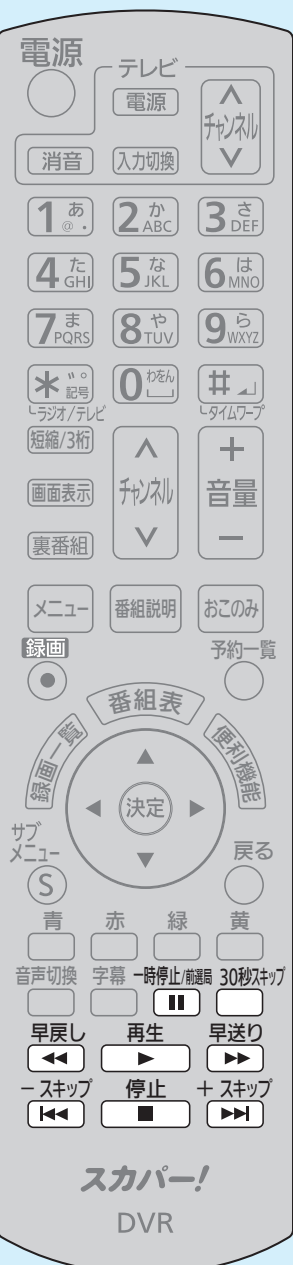 電源
テレビ
電源
チャンネル
消音
入力切換
1 あ @ .
2 か ABC
3 さ DEF
4 た GHI
5 な JKL
6 は MNO
7 ま PQRS
8 や TUV
9 ら WXYZ
* ゛゜ 記号
0 わをん
#
ラジオ/テレビ
タイムワープ
短縮/3桁
チャンネル
+
音量
−
画面表示
裏番組
メニュー
番組説明
おこのみ
録画
予約一覧
番組表
録画一覧
便利機能
決定
サブ
メニュー
S
戻る
青 赤 緑 黄
音声切換 字幕 一時停止/前選局 30秒スキップ
早戻し 再生 早送り
− スキップ 停止 + スキップ
スカパー!
DVR